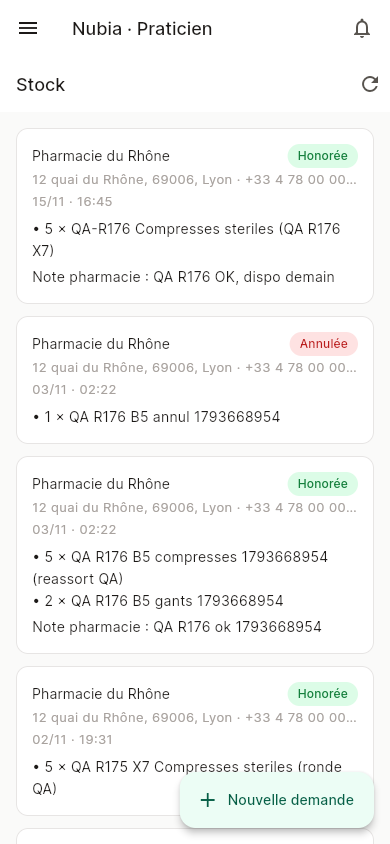 Nubia · Praticien
Stock
Pharmacie du Rhône
Honorée
12 quai du Rhône, 69006, Lyon · +33 4 78 00 00...
15/11 · 16:45
• 5 × QA-R176 Compresses steriles (QA R176
X7)
Note pharmacie : QA R176 OK, dispo demain
Pharmacie du Rhône
Annulée
12 quai du Rhône, 69006, Lyon · +33 4 78 00 00...
03/11 · 02:22
• 1 × QA R176 B5 annul 1793668954
Pharmacie du Rhône
Honorée
12 quai du Rhône, 69006, Lyon · +33 4 78 00 00...
03/11 · 02:22
• 5 × QA R176 B5 compresses 1793668954
(reassort QA)
• 2 × QA R176 B5 gants 1793668954
Note pharmacie : QA R176 ok 1793668954
Pharmacie du Rhône
Honorée
12 quai du Rhône, 69006, Lyon · +33 4 78 00 00...
02/11 · 19:31
• 5 × QA R175 X7 Compresses steriles (ronde
QA)
Nouvelle demande